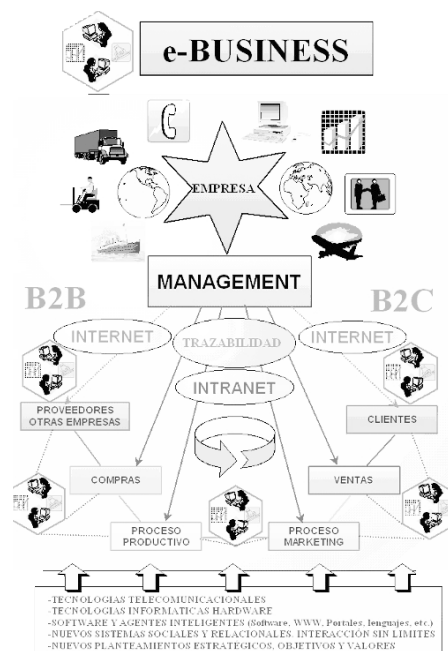 e-BUSINESS
EMPRESA
MANAGEMENT
B2B
B2C
INTERNET
TRAZABILIDAD
INTERNET
INTRANET
PROVEEDORES
OTRAS EMPRESAS
CLIENTES
COMPRAS
VENTAS
PROCESO
PRODUCTIVO
PROCESO
MARKETING
-TECNOLOGIAS TELECOMUNICACIONALES
-TECNOLOGIAS INFORMATICAS HARDWARE
-SOFTWARE Y AGENTES INTELIGENTES (Software, WWW, Portales, lenguajes, etc.)
-NUEVOS SISTEMAS SOCIALES Y RELACIONALES. INTERACCIÓN SIN LIMITES
-NUEVOS PLANTEAMIENTOS ESTRATEGICOS, OBJETIVOS Y VALORES